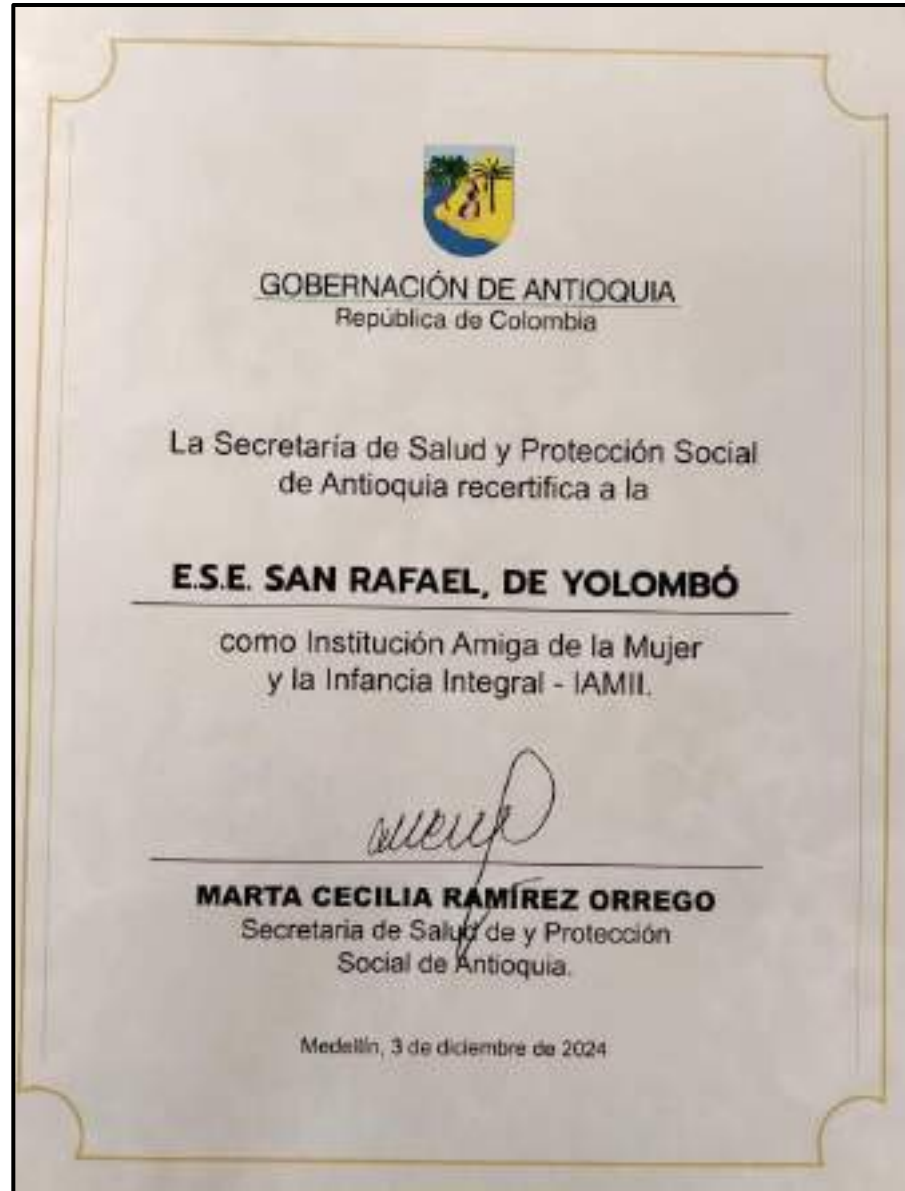 GOBERNACIÓN DE ANTIOQUIA
República de Colombia
La Secretaría de Salud y Protección Social
de Antioquia recertifica a la
E.S.E. SAN RAFAEL, DE YOLOMBÓ
como Institución Amiga de la Mujer
y la Infancia Integral - IAMII.
MARTA CECILIA RAMÍREZ ORREGO
Secretaria de Salud de y Protección
Social de Antioquia.
Medellín, 3 de diciembre de 2024